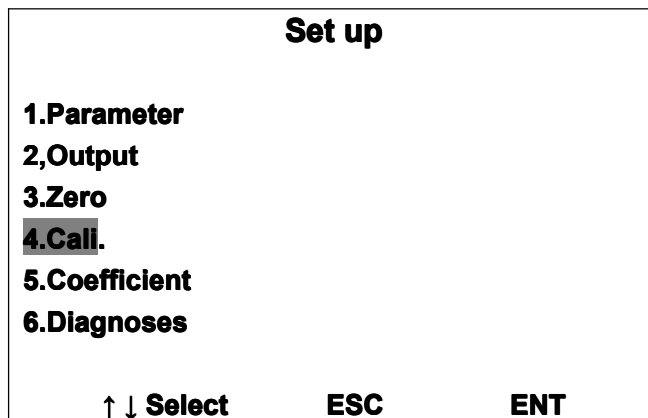 Set up
1.Parameter
2,Output
3.Zero
4.Cali.
5.Coefficient
6.Diagnoses
↑↓ Select ESC ENT